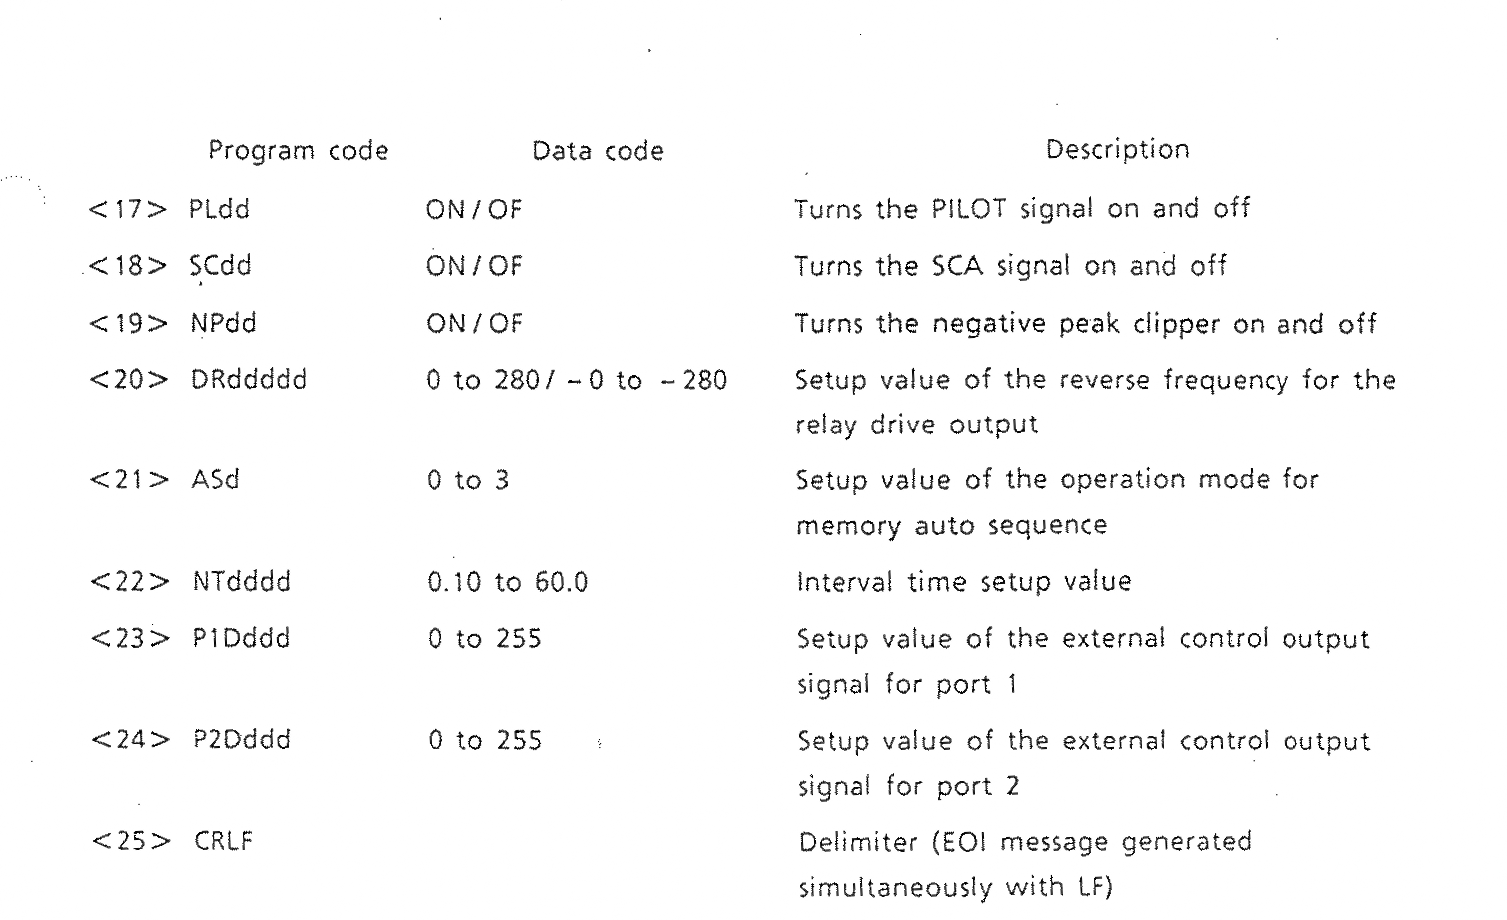 Program code Data code Description
<17> PLdd ON/OF Turns the PILOT signal on and off
<18> SCdd ON/OF Turns the SCA signal on and off
<19> NPdd ON/OF Turns the negative peak clipper on and off
<20> DRddddd 0 to 280/ -0 to -280 Setup value of the reverse frequency for the
relay drive output
<21> ASd 0 to 3 Setup value of the operation mode for
memory auto sequence
<22> NTdddd 0.10 to 60.0 Interval time setup value
<23> P1Dddd 0 to 255 Setup value of the external control output
signal for port 1
<24> P2Dddd 0 to 255 Setup value of the external control output
signal for port 2
<25> CRLF Delimiter (EOI message generated
simultaneously with LF)